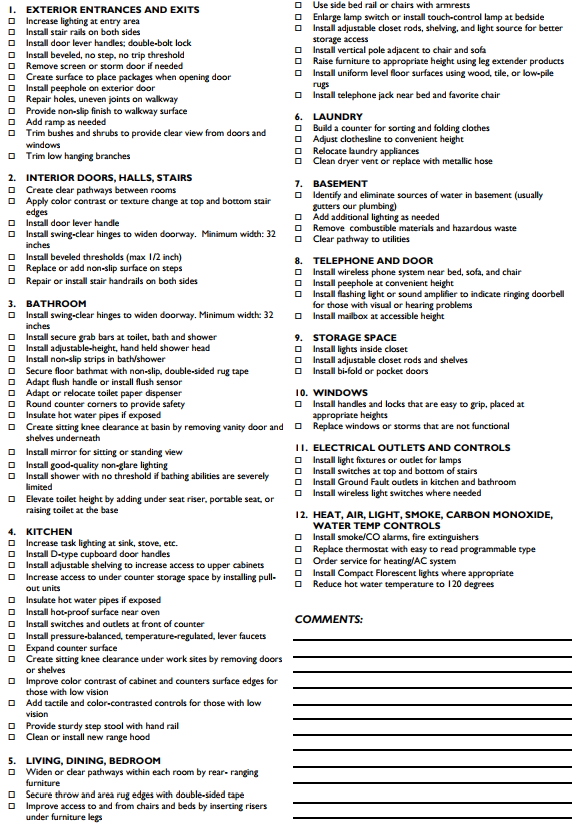 1. EXTERIOR ENTRANCES AND EXITS
Increase lighting at entry area
Install stair rails on both sides
Install door lever handles; double-bolt lock
Install beveled, no step, no trip threshold
Remove screen or storm door if needed
Create surface to place packages when opening door
Install peephole on exterior door
Repair holes, uneven joints on walkway
Provide non-slip finish to walkway surface
Add ramp as needed
Trim bushes and shrubs to provide clear view from doors and
windows
Trim low hanging branches
2. INTERIOR DOORS, HALLS, STAIRS
Create clear pathways between rooms
Apply color contrast or texture change at top and bottom stair
edges
Install door lever handle
Install swing-clear hinges to widen doorway. Minimum width: 32
inches
Install beveled thresholds (max 1/2 inch)
Replace or add non-slip surface on steps
Repair or install stair handrails on both sides
3. BATHROOM
Install swing-clear hinges to widen doorway. Minimum width: 32
inches
Install secure grab bars at toilet, bath and shower
Install adjustable-height, hand held shower head
Install non-slip strips in bath/shower
Secure floor bathmat with non-slip, double-sided rug tape
Adapt flush handle or install flush sensor
Adapt or relocate toilet paper dispenser
Round counter corners to provide safety
Insulate hot water pipes if exposed
Create sitting knee clearance at basin by removing vanity door and
shelves underneath
Install mirror for sitting or standing view
Install good-quality non-glare lighting
Install shower with no threshold if bathing abilities are severely
limited
Elevate toilet height by adding under seat riser, portable seat, or
raising toilet at the base
4. KITCHEN
Increase task lighting at sink, stove, etc.
Install D-type cupboard door handles
Install adjustable shelving to increase access to upper cabinets
Increase access to under counter storage space by installing pull-
out units
Insulate hot water pipes if exposed
Install hot-proof surface near oven
Install switches and outlets at front of counter
Install pressure-balanced, temperature-regulated, lever faucets
Expand counter surface
Create sitting knee clearance under work sites by removing doors
or shelves
Improve color contrast of cabinet and counters surface edges for
those with low vision
Add tactile and color-contrasted controls for those with low
vision
Provide sturdy step stool with hand rail
Clean or install new range hood
5. LIVING, DINING, BEDROOM
Widen or clear pathways within each room by rear- ranging
furniture
Secure throw and area rug edges with double-sided tape
Improve access to and from chairs and beds by inserting risers
under furniture legs
Use side bed rail or chairs with armrests
Enlarge lamp switch or install touch-control lamp at bedside
Install adjustable closet rods, shelving, and light source for better
storage access
Install vertical pole adjacent to chair and sofa
Raise furniture to appropriate height using leg extender products
Install uniform level floor surfaces using wood, tile, or low-pile
rugs
Install telephone jack near bed and favorite chair
6. LAUNDRY
Build a counter for sorting and folding clothes
Adjust clothesline to convenient height
Relocate laundry appliances
Clean dryer vent or replace with metallic hose
7. BASEMENT
Identify and eliminate sources of water in basement (usually
gutters our plumbing)
Add additional lighting as needed
Remove combustible materials and hazardous waste
Clear pathway to utilities
8. TELEPHONE AND DOOR
Install wireless phone system near bed, sofa, and chair
Install peephole at convenient height
Install flashing light or sound amplifier to indicate ringing doorbell
for those with visual or hearing problems
Install mailbox at accessible height
9. STORAGE SPACE
Install lights inside closet
Install adjustable closet rods and shelves
Install bi-fold or pocket doors
10. WINDOWS
Install handles and locks that are easy to grip, placed at
appropriate heights
Replace windows or storms that are not functional
11. ELECTRICAL OUTLETS AND CONTROLS
Install light fixtures or outlet for lamps
Install switches at top and bottom of stairs
Install Ground Fault outlets in kitchen and bathroom
Install wireless light switches where needed
12. HEAT, AIR, LIGHT, SMOKE, CARBON MONOXIDE,
WATER TEMP CONTROLS
Install smoke/CO alarms, fire extinguishers
Replace thermostat with easy to read programmable type
Order service for heating/AC system
Install Compact Florescent lights where appropriate
Reduce hot water temperature to 120 degrees
COMMENTS: